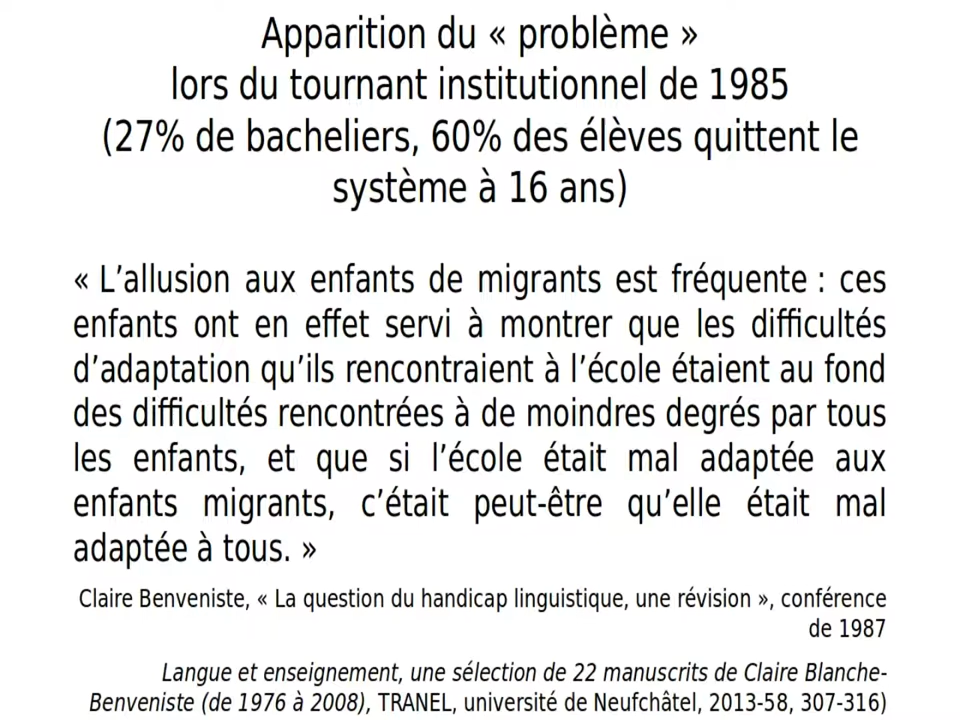 Apparition du « problème »
lors du tournant institutionnel de 1985
(27% de bacheliers, 60% des élèves quittent le
système à 16 ans)
« L’allusion aux enfants de migrants est fréquente : ces
enfants ont en effet servi à montrer que les difficultés
d’adaptation qu’ils rencontraient à l’école étaient au fond
des difficultés rencontrées à de moindres degrés par tous
les enfants, et que si l’école était mal adaptée aux
enfants migrants, c’était peut-être qu’elle était mal
adaptée à tous. »
Claire Benveniste, « La question du handicap linguistique, une révision », conférence
de 1987
Langue et enseignement, une sélection de 22 manuscrits de Claire Blanche-
Benveniste (de 1976 à 2008), TRANEL, université de Neufchâtel, 2013-58, 307-316)